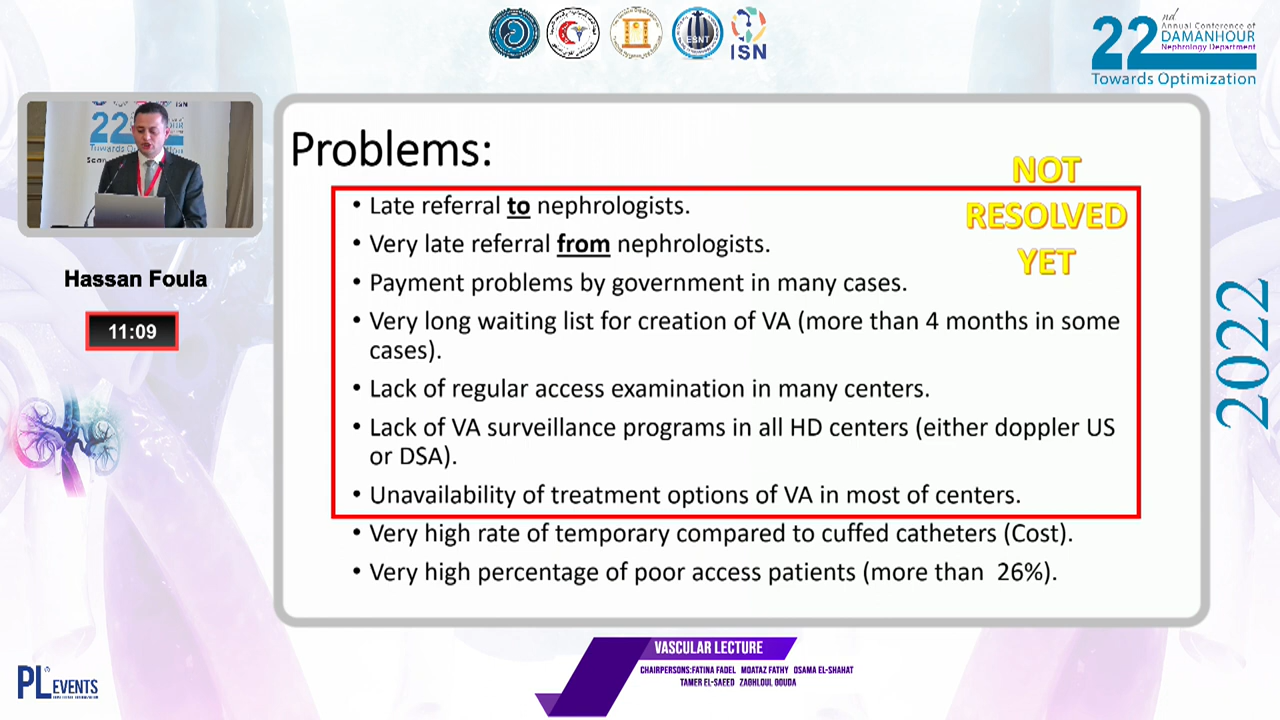 ESNT
ISN
22nd
Annual Conference of
DAMANHOUR
Nephrology Department
Towards Optimization
22
Towards Optimization
Hassan Foula
11:09
Problems:
NOT
RESOLVED
YET
• Late referral to nephrologists.
• Very late referral from nephrologists.
• Payment problems by government in many cases.
• Very long waiting list for creation of VA (more than 4 months in some
cases).
• Lack of regular access examination in many centers.
• Lack of VA surveillance programs in all HD centers (either doppler US
or DSA).
• Unavailability of treatment options of VA in most of centers.
• Very high rate of temporary compared to cuffed catheters (Cost).
• Very high percentage of poor access patients (more than  26%).
2022
PL EVENTS
VASCULAR LECTURE
CHAIRPERSONS:FATINA FADEL MOATAZ FATHY OSAMA EL-SHAHAT
TAMER EL-SAEED ZAGHLOUL GOUDA